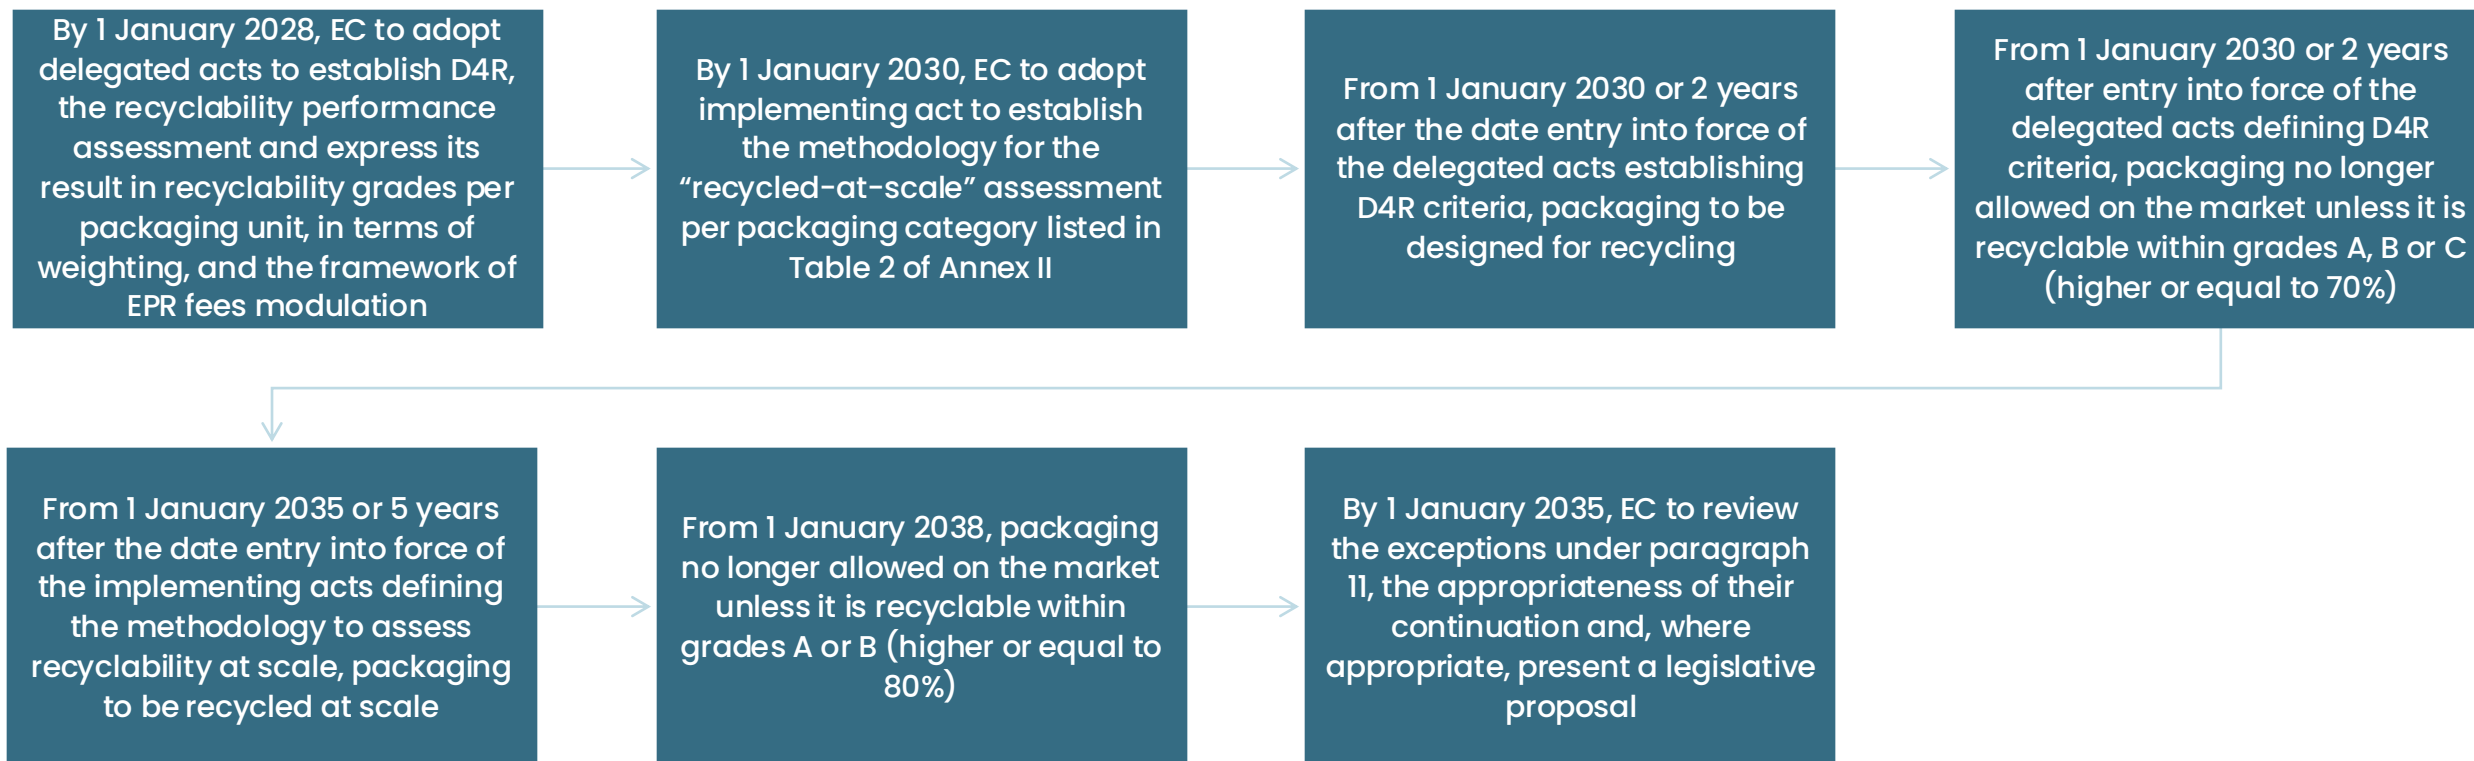 By 1 January 2028, EC to adopt
delegated acts to establish D4R,
the recyclability performance
assessment and express its
result in recyclability grades per
packaging unit, in terms of
weighting, and the framework of
EPR fees modulation
By 1 January 2030, EC to adopt
implementing act to establish
the methodology for the
“recycled-at-scale” assessment
per packaging category listed in
Table 2 of Annex II
From 1 January 2030 or 2 years
after the date entry into force of
the delegated acts establishing
D4R criteria, packaging to be
designed for recycling
From 1 January 2030 or 2 years
after entry into force of the
delegated acts defining D4R
criteria, packaging no longer
allowed on the market unless it is
recyclable within grades A, B or C
(higher or equal to 70%)
From 1 January 2035 or 5 years
after the date entry into force of
the implementing acts defining
the methodology to assess
recyclability at scale, packaging
to be recycled at scale
From 1 January 2038, packaging
no longer allowed on the market
unless it is recyclable within
grades A or B (higher or equal to
80%)
By 1 January 2035, EC to review
the exceptions under paragraph
11, the appropriateness of their
continuation and, where
appropriate, present a legislative
proposal